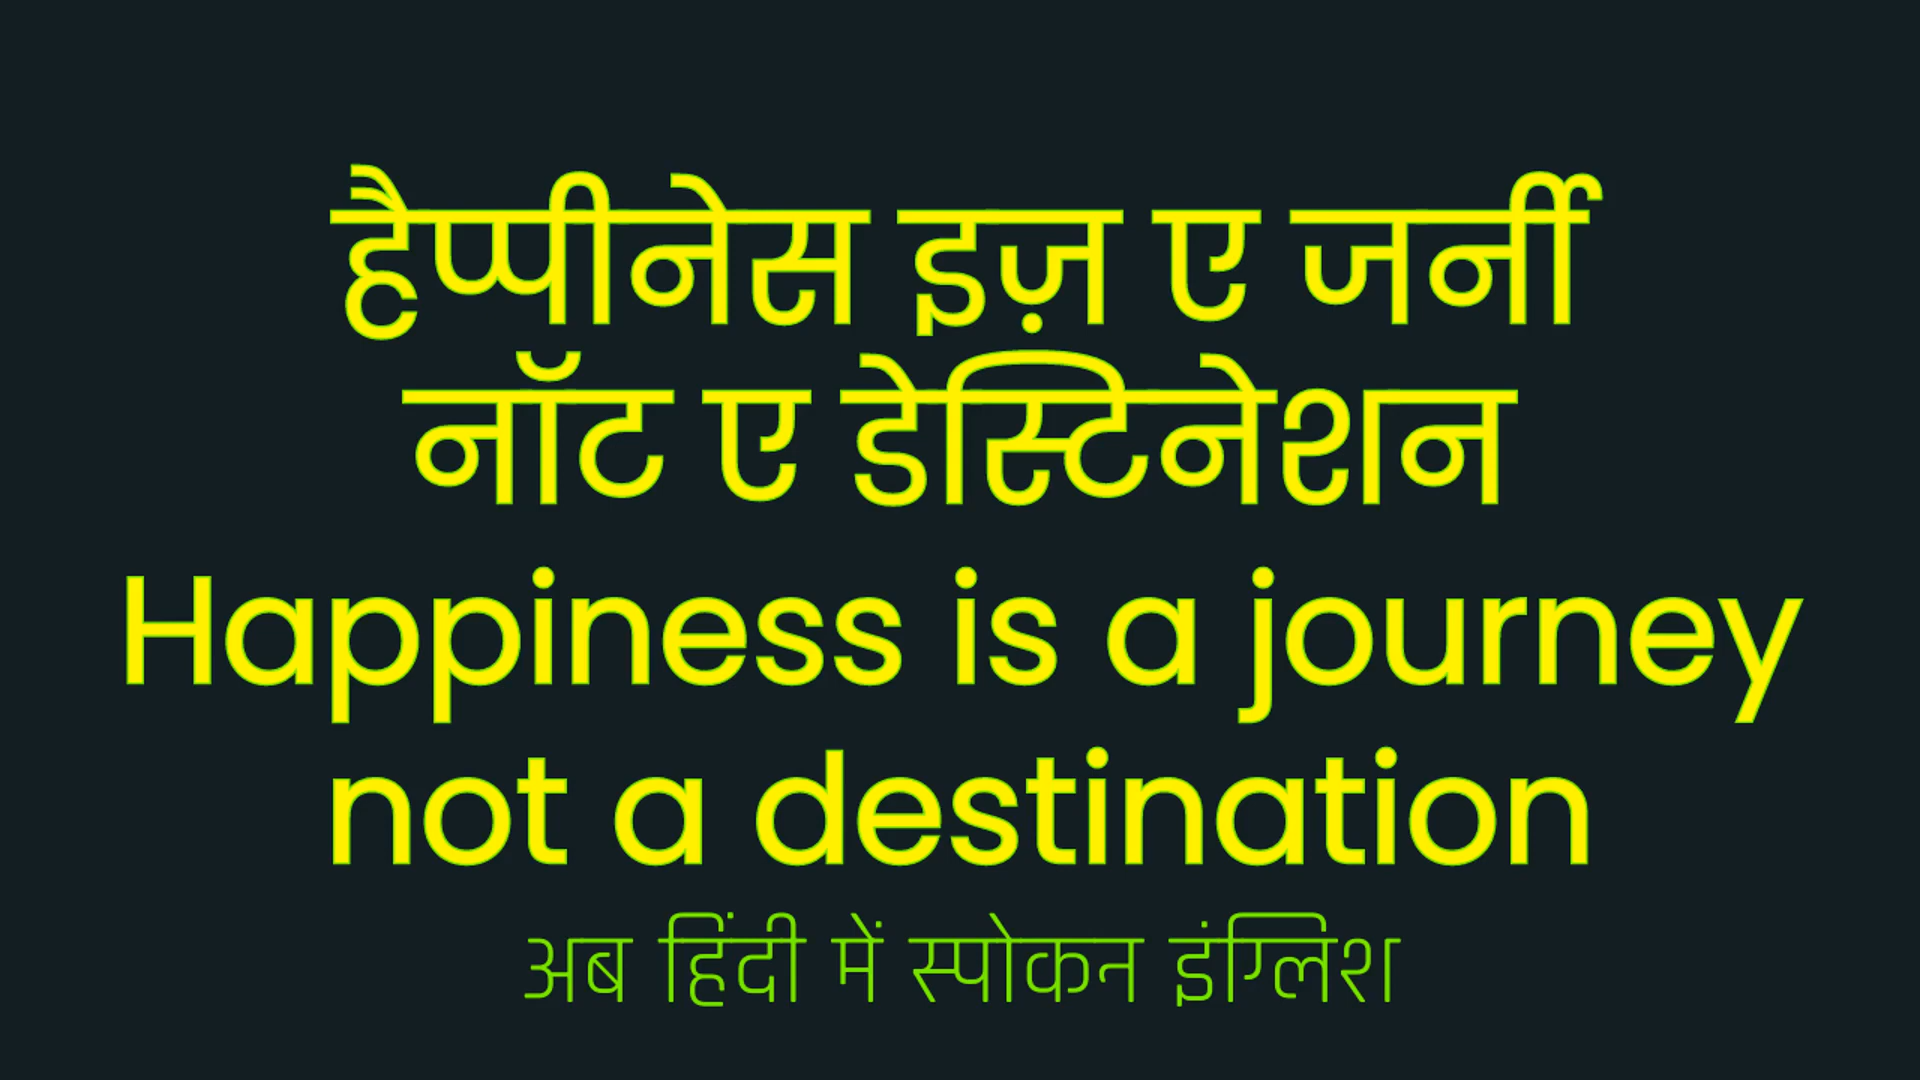 हैप्पीनेस इज़ ए जर्नी
नॉट ए डेस्टिनेशन
Happiness is a journey
not a destination
अब हिंदी में स्पोकन इंग्लिश